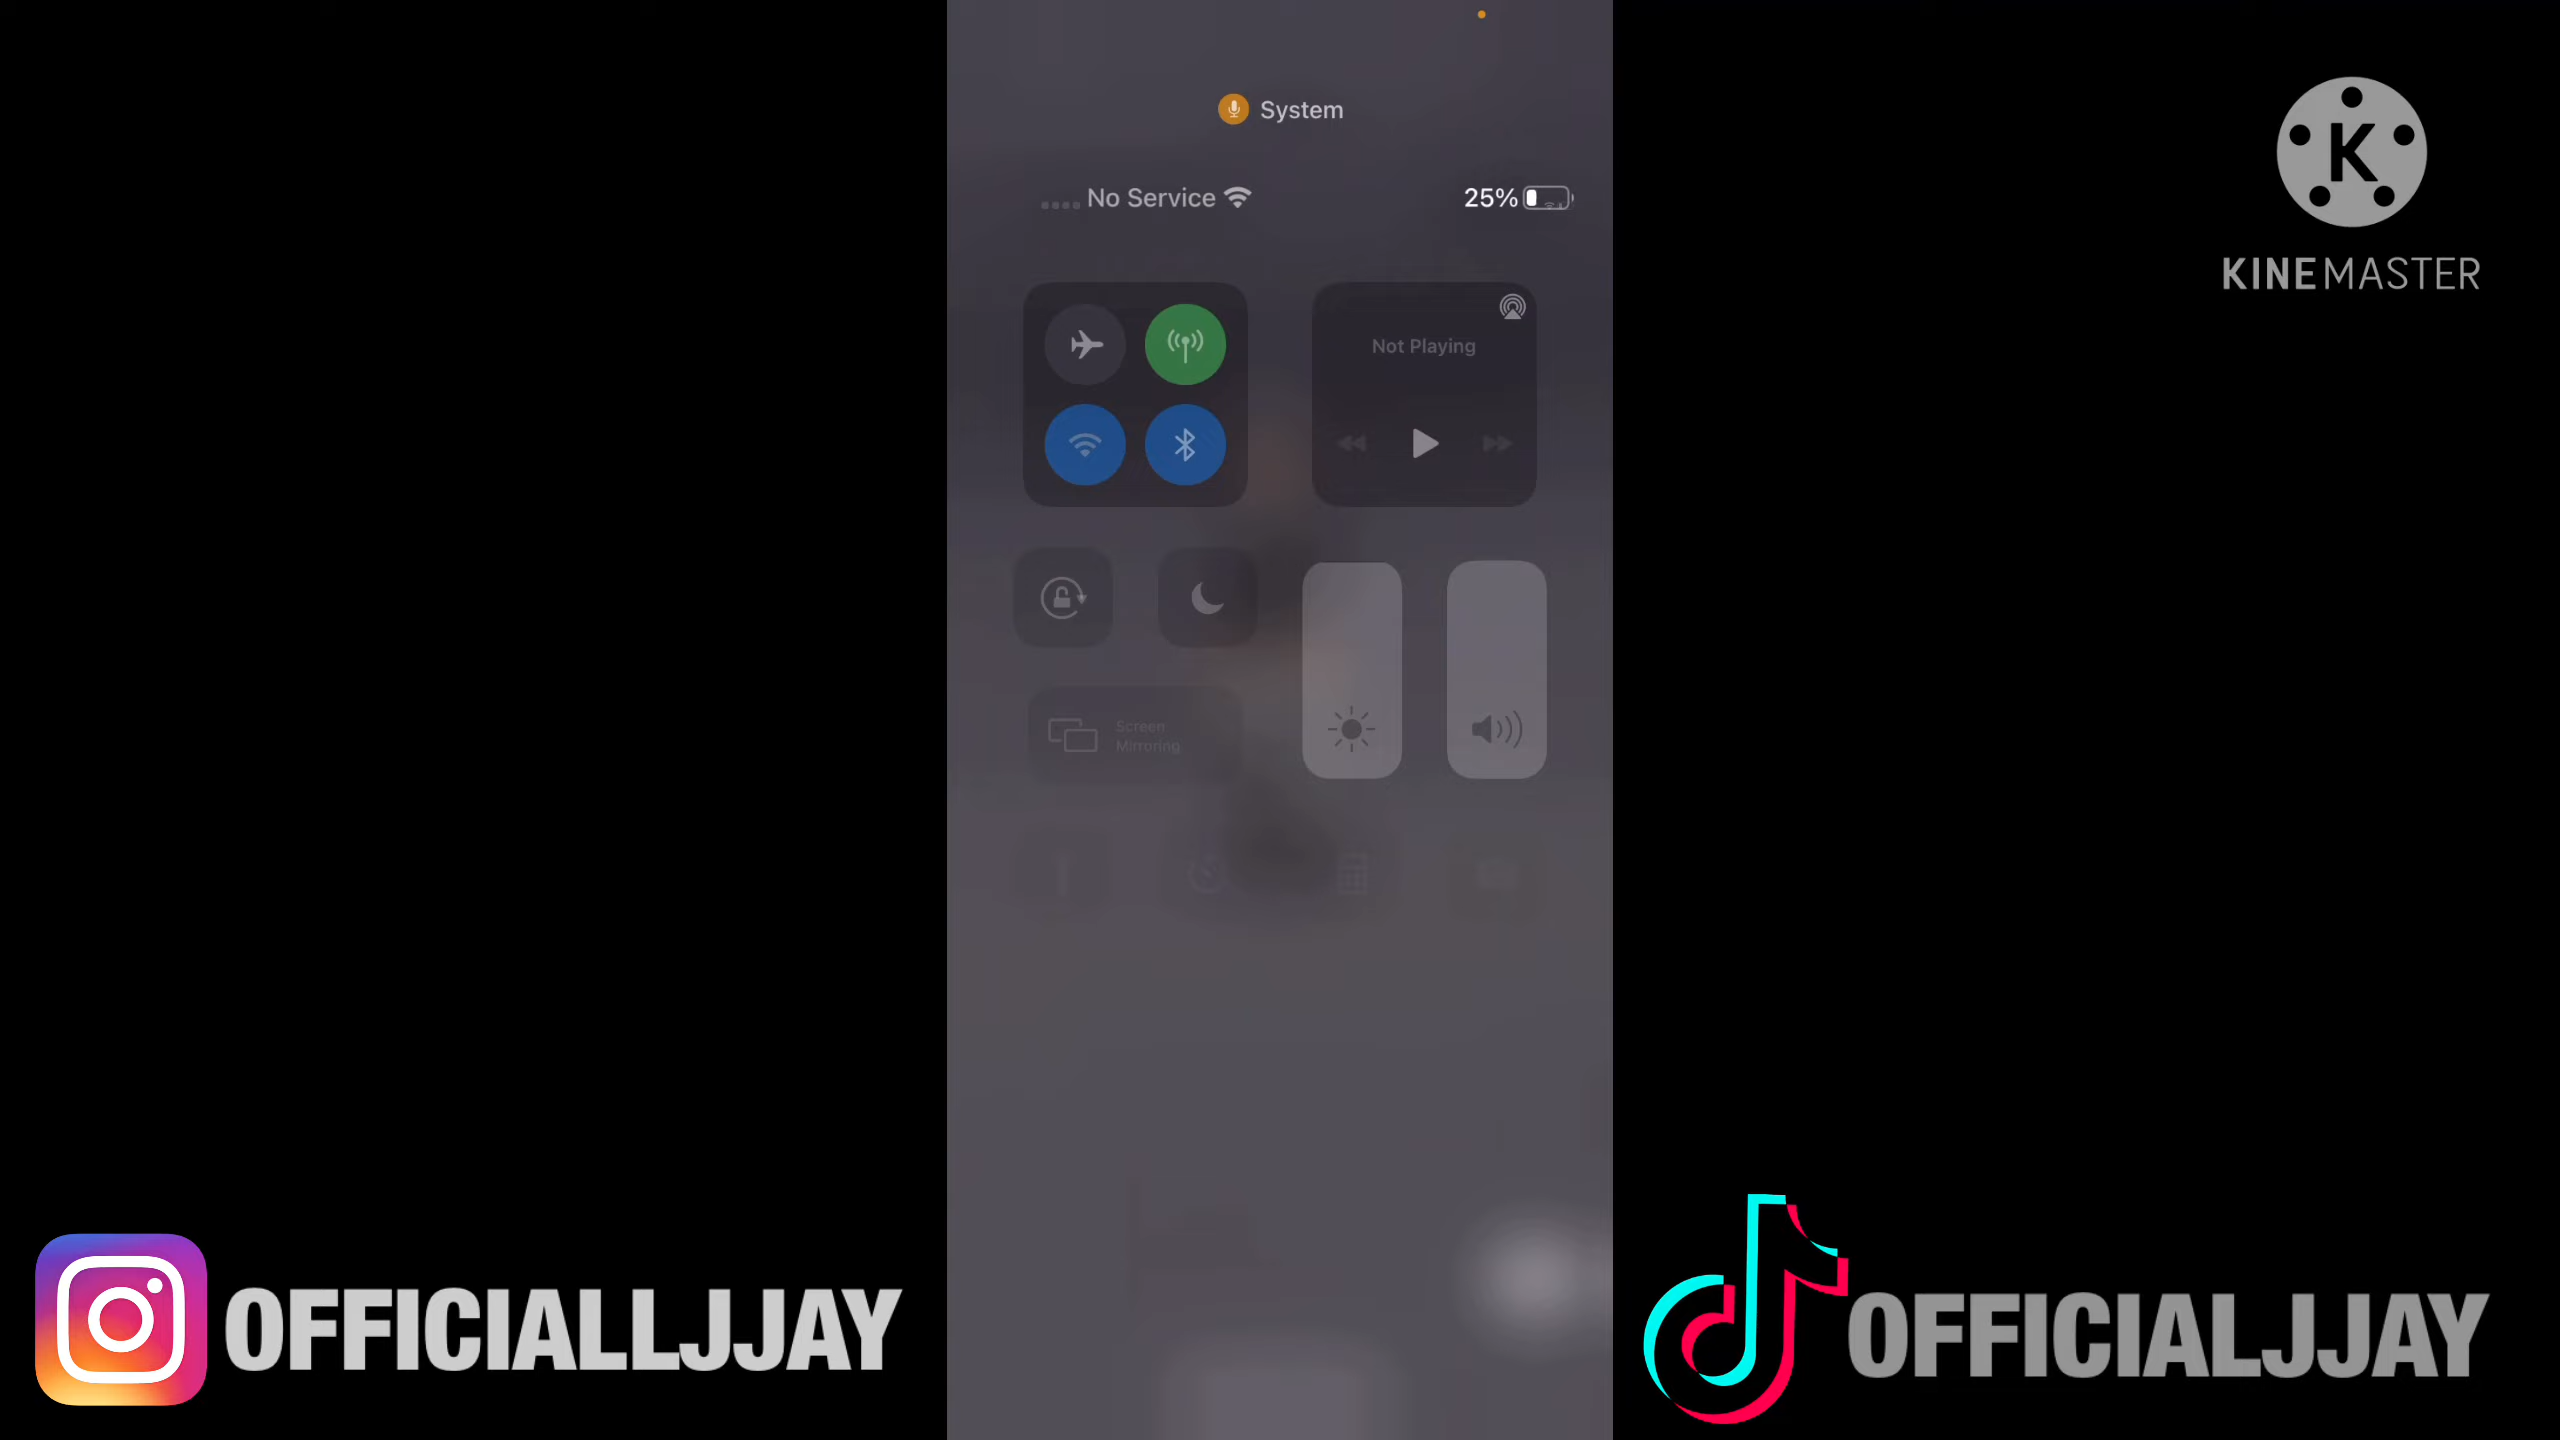 System
No Service
25%
K
KINEMASTER
Not Playing
Screen
Mirroring
OFFICIALLJJAY
OFFICIALJJAY